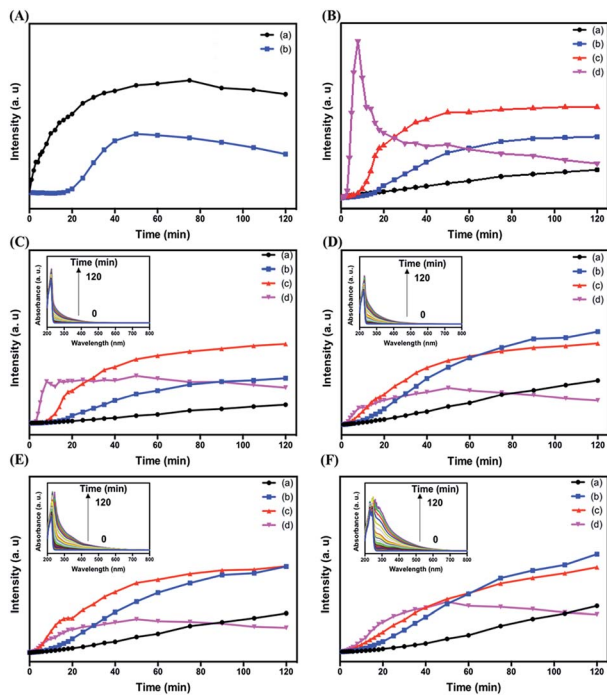 (A)
(a)
(b)
Intensity (a. u)
0 20 40 60 80 100 120
Time (min)
(B)
(a)
(b)
(c)
(d)
Intensity (a. u)
0 20 40 60 80 100 120
Time (min)
(C)
(a)
(b)
(c)
(d)
Time (min)
120
0
Absorbance (a. u.)
200 300 400 500 600 700 800
Wavelength (nm)
Intensity (a. u)
0 20 40 60 80 100 120
Time (min)
(D)
(a)
(b)
(c)
(d)
Time (min)
120
0
Absorbance (a. u.)
200 300 400 500 600 700 800
Wavelength (nm)
Intensity (a. u)
0 20 40 60 80 100 120
Time (min)
(E)
(a)
(b)
(c)
(d)
Time (min)
120
0
Absorbance (a. u.)
200 300 400 500 600 700 800
Wavelength (nm)
Intensity (a. u)
0 20 40 60 80 100 120
Time (min)
(F)
(a)
(b)
(c)
(d)
Time (min)
120
0
Absorbance (a. u.)
200 300 400 500 600 700 800
Wavelength (nm)
Intensity (a. u)
0 20 40 60 80 100 120
Time (min)